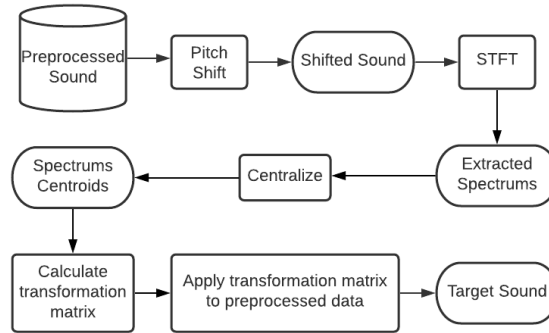 Preprocessed
Sound
Pitch
Shift
Shifted Sound
STFT
Spectrums
Centroids
Centralize
Extracted
Spectrums
Calculate
transformation
matrix
Apply transformation matrix
to preprocessed data
Target Sound